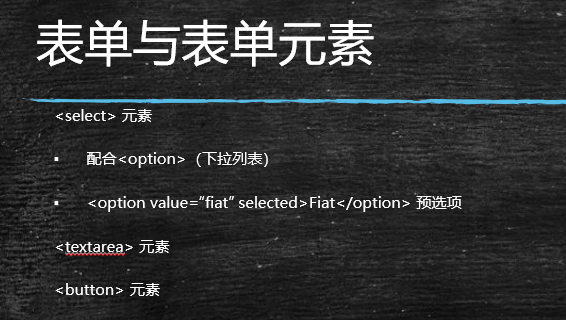 表单与表单元素
<select> 元素
▪ 配合<option>（下拉列表）
▪ <option value=“fiat” selected>Fiat</option> 预选项
<textarea> 元素
<button> 元素